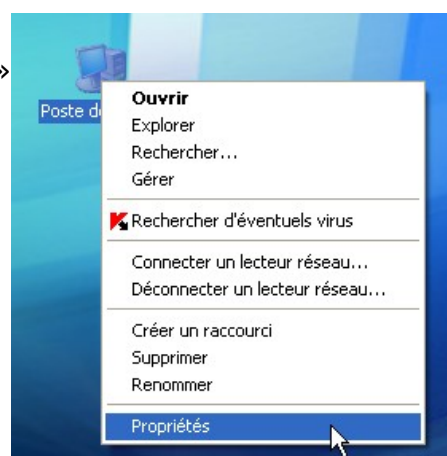 »
Poste d
Ouvrir
Explorer
Rechercher...
Gérer
Rechercher d'éventuels virus
Connecter un lecteur réseau...
Déconnecter un lecteur réseau...
Créer un raccourci
Supprimer
Renommer
Propriétés